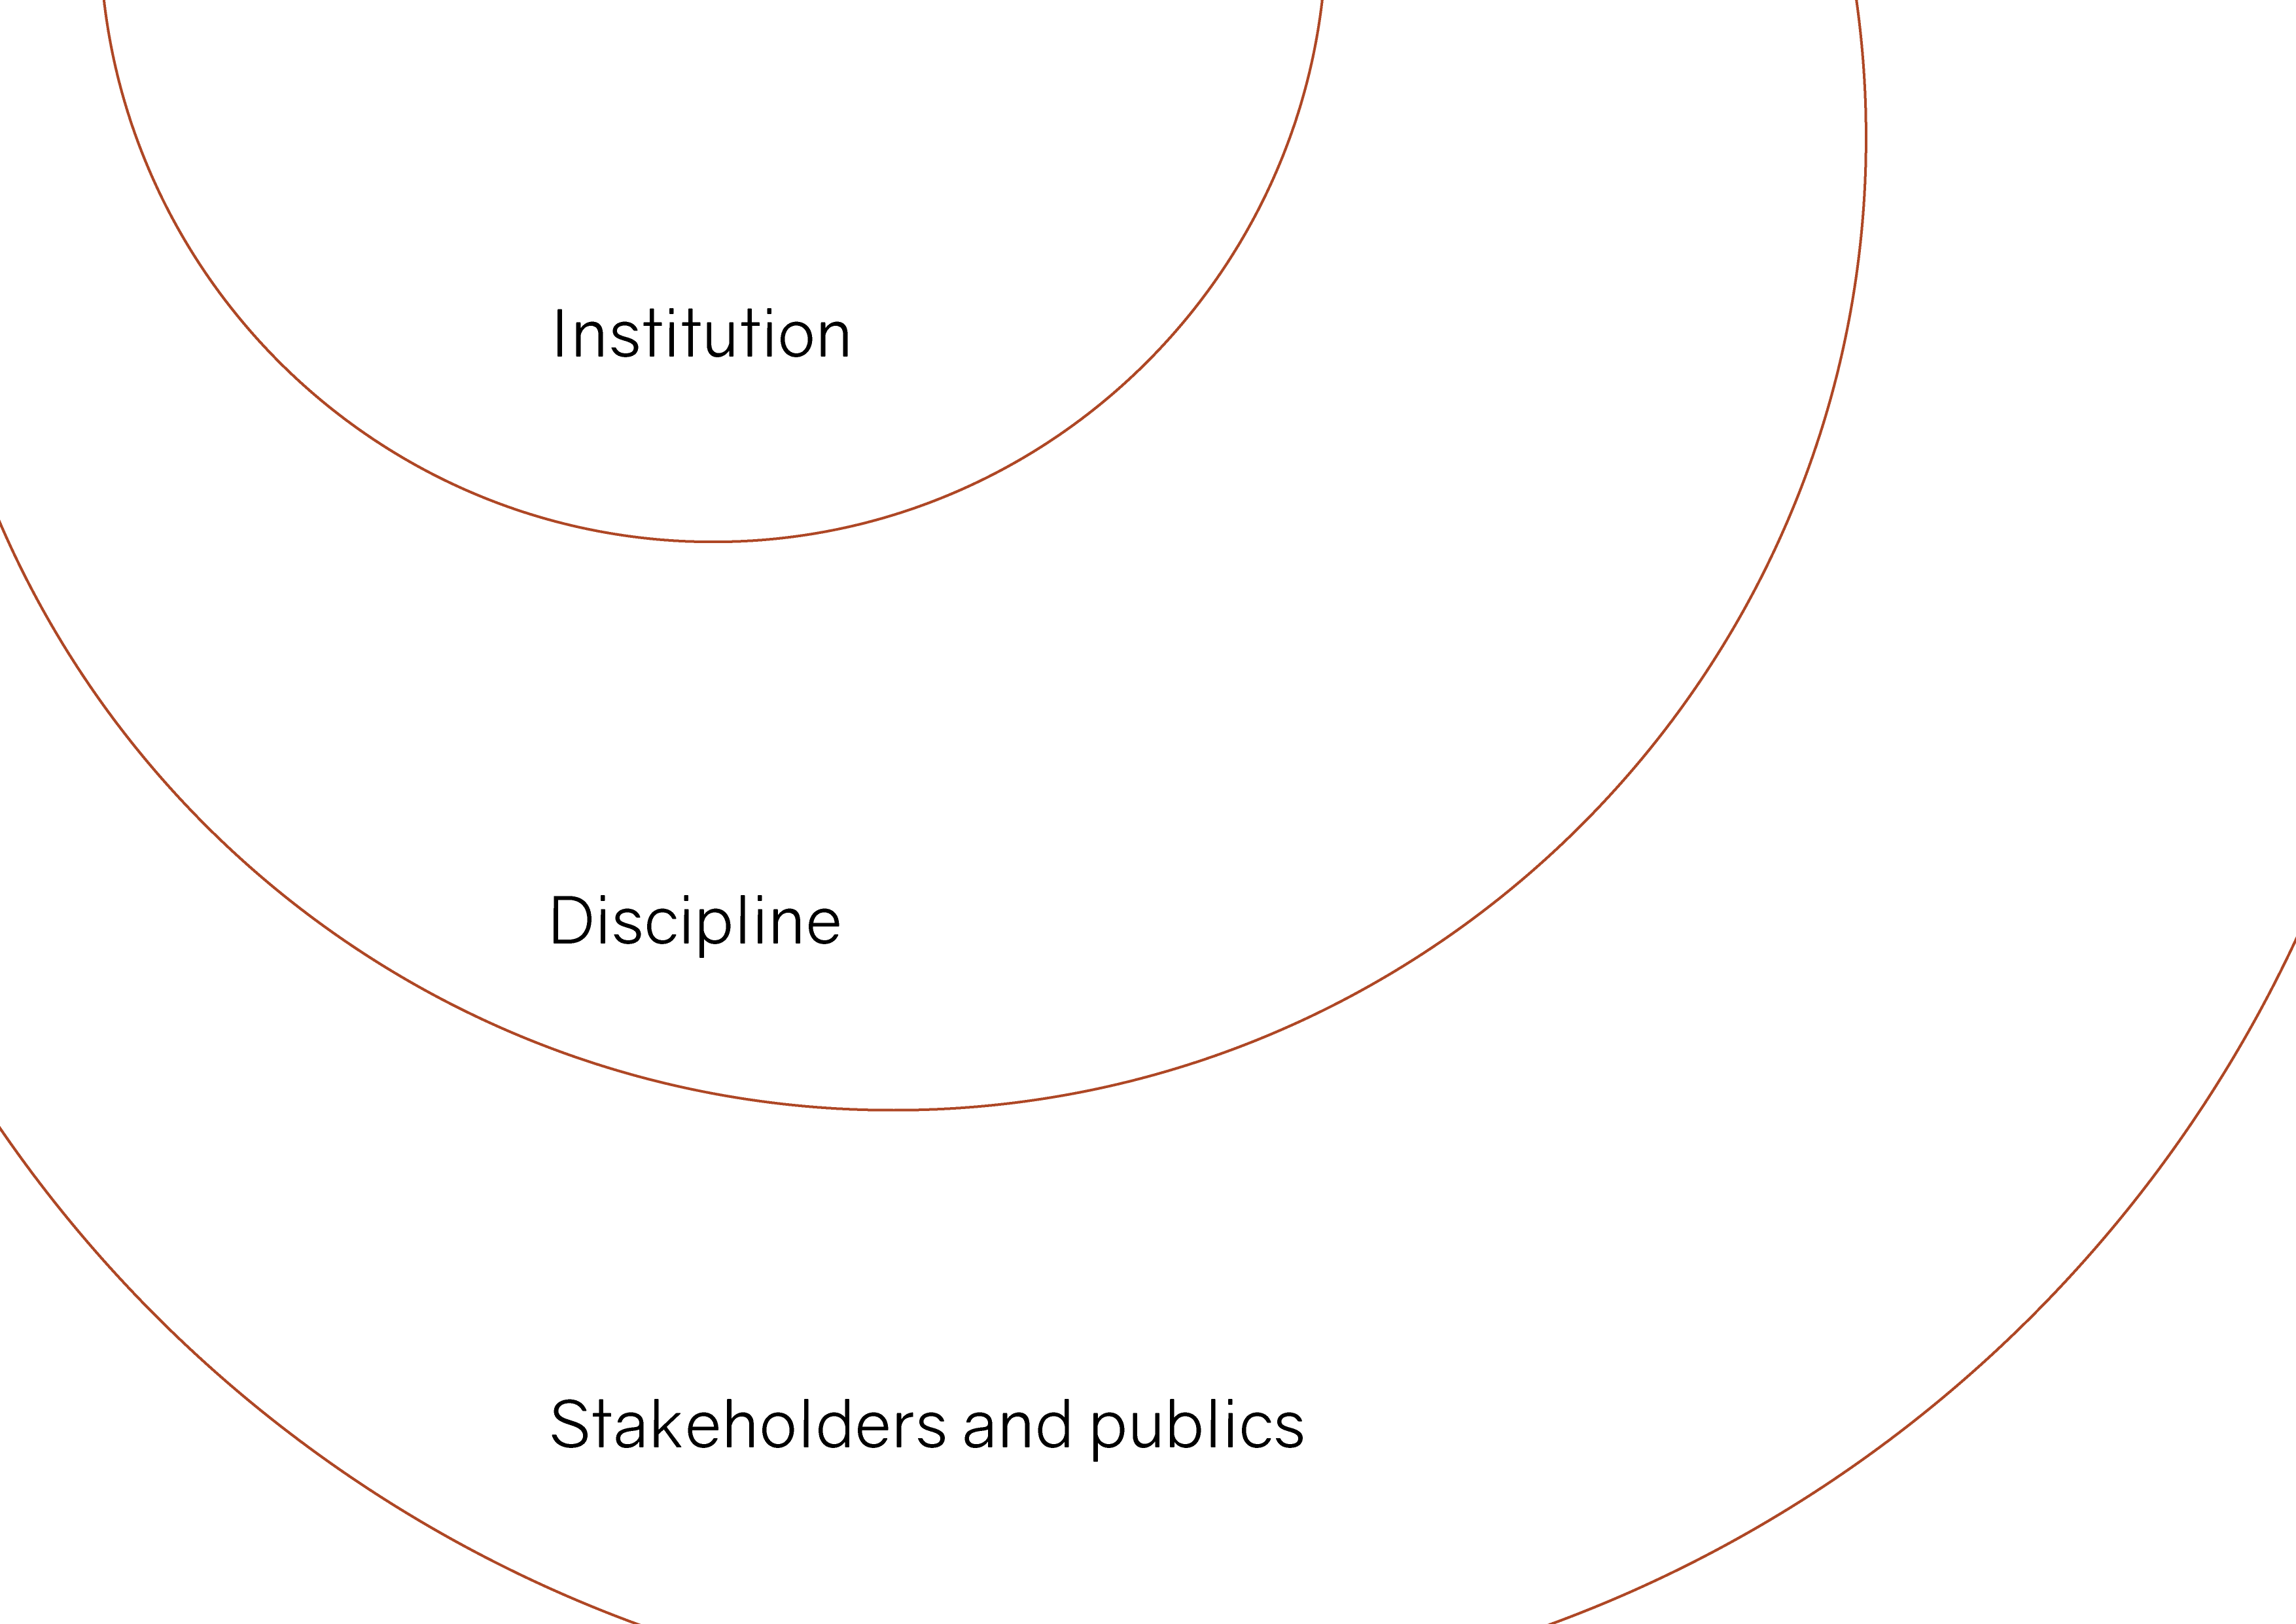 Institution
Discipline
Stakeholders and publics